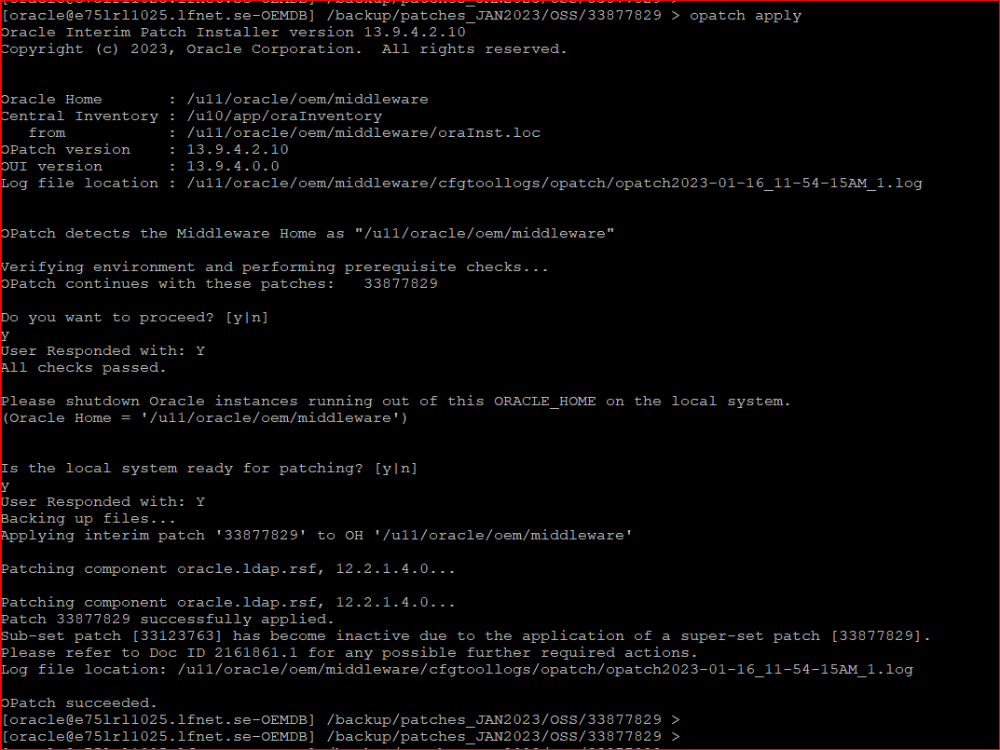 [oracle@e75lrl1025.lfnet.se-OEMDB] /backup/patches_JAN2023/OSS/33877829 > opatch apply
Oracle Interim Patch Installer version 13.9.4.2.10
Copyright (c) 2023, Oracle Corporation.  All rights reserved.
Oracle Home       : /u11/oracle/oem/middleware
Central Inventory : /u10/app/oraInventory
   from           : /u11/oracle/oem/middleware/oraInst.loc
OPatch version    : 13.9.4.2.10
OUI version       : 13.9.4.0.0
Log file location : /u11/oracle/oem/middleware/cfgtoollogs/opatch/opatch2023-01-16_11-54-15AM_1.log
OPatch detects the Middleware Home as "/u11/oracle/oem/middleware"
Verifying environment and performing prerequisite checks...
OPatch continues with these patches:   33877829
Do you want to proceed? [y|n]
y
User Responded with: Y
All checks passed.
Please shutdown Oracle instances running out of this ORACLE_HOME on the local system.
(Oracle Home = '/u11/oracle/oem/middleware')
Is the local system ready for patching? [y|n]
y
User Responded with: Y
Backing up files...
Applying interim patch '33877829' to OH '/u11/oracle/oem/middleware'
Patching component oracle.ldap.rsf, 12.2.1.4.0...
Patching component oracle.ldap.rsf, 12.2.1.4.0...
Patch 33877829 successfully applied.
Sub-set patch [33123763] has become inactive due to the application of a super-set patch [33877829].
Please refer to Doc ID 2161861.1 for any possible further required actions.
Log file location: /u11/oracle/oem/middleware/cfgtoollogs/opatch/opatch2023-01-16_11-54-15AM_1.log
OPatch succeeded.
[oracle@e75lrl1025.lfnet.se-OEMDB] /backup/patches_JAN2023/OSS/33877829 >
[oracle@e75lrl1025.lfnet.se-OEMDB] /backup/patches_JAN2023/OSS/33877829 >